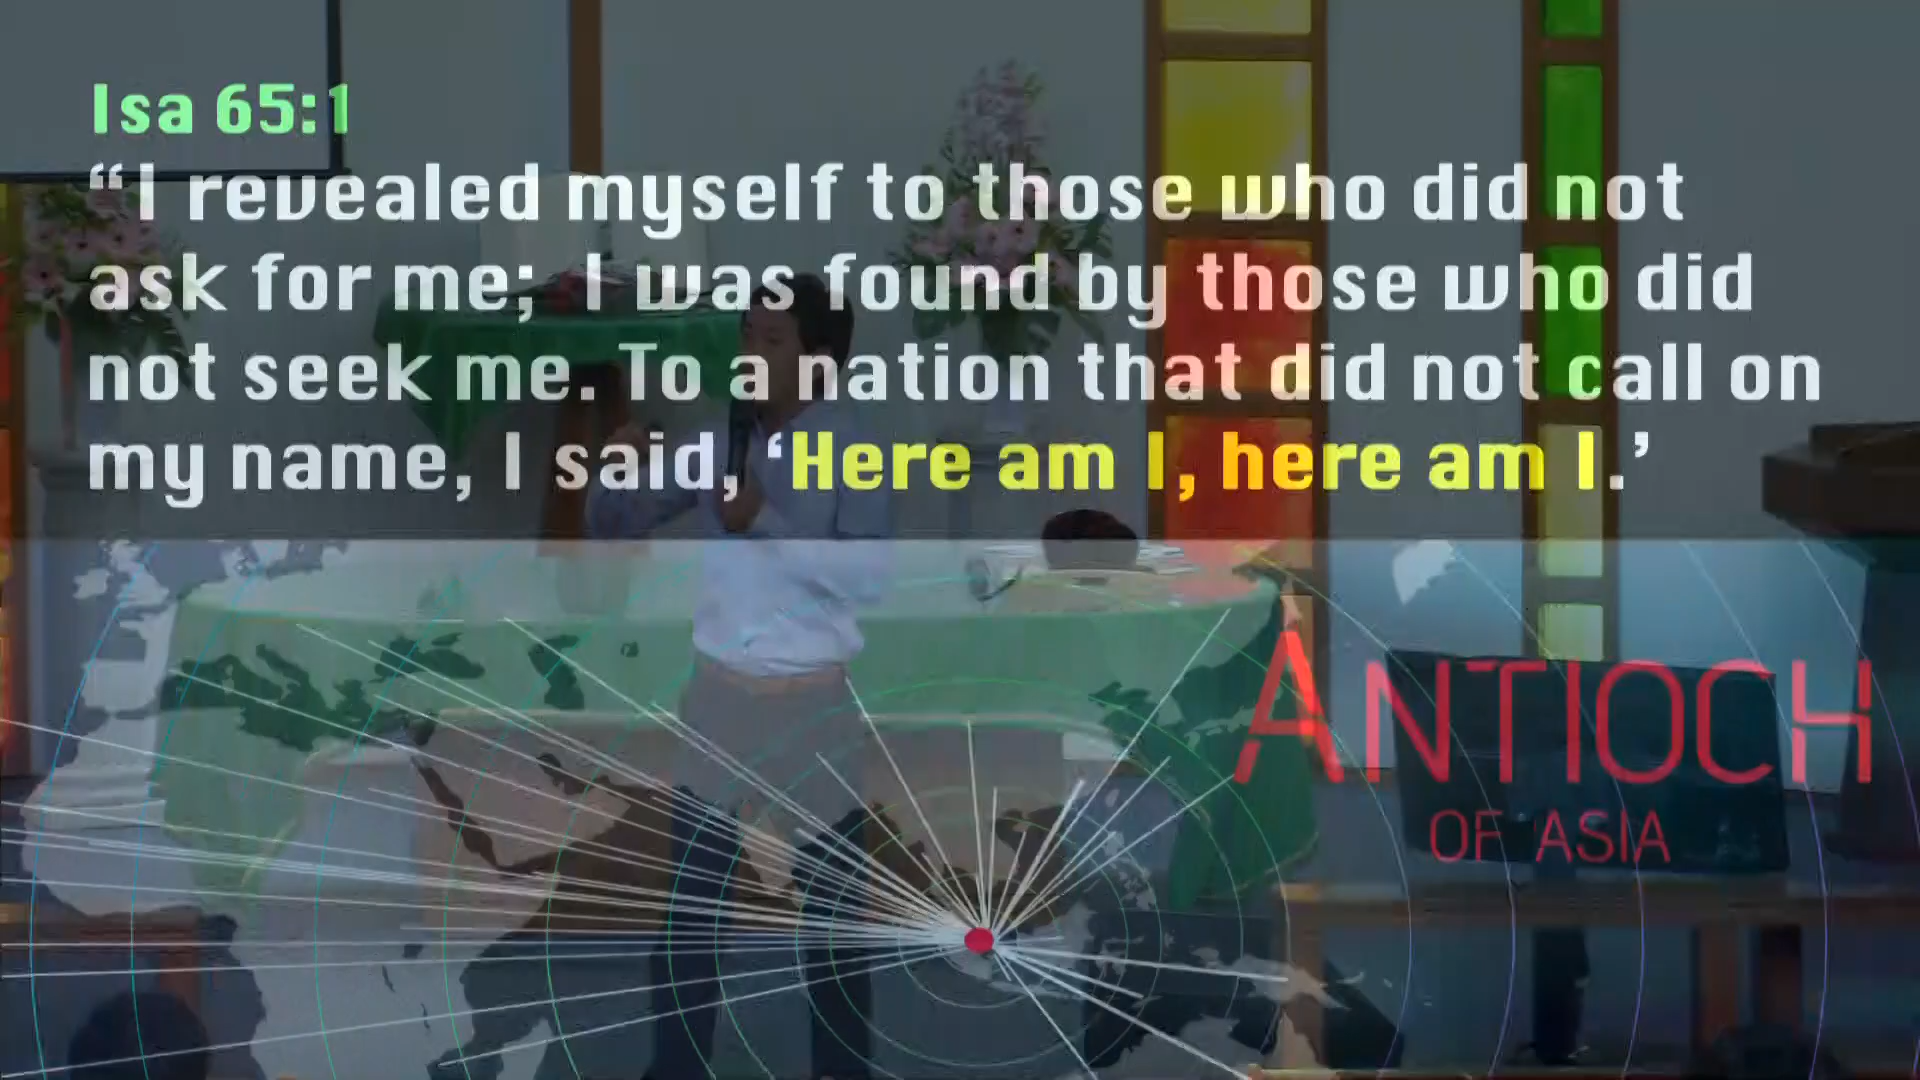 Isa 65:1
“I revealed myself to those who did not
ask for me; I was found by those who did
not seek me. To a nation that did not call on
my name, I said, ‘Here am I, here am I.’
ANTIOCH
OF ASIA